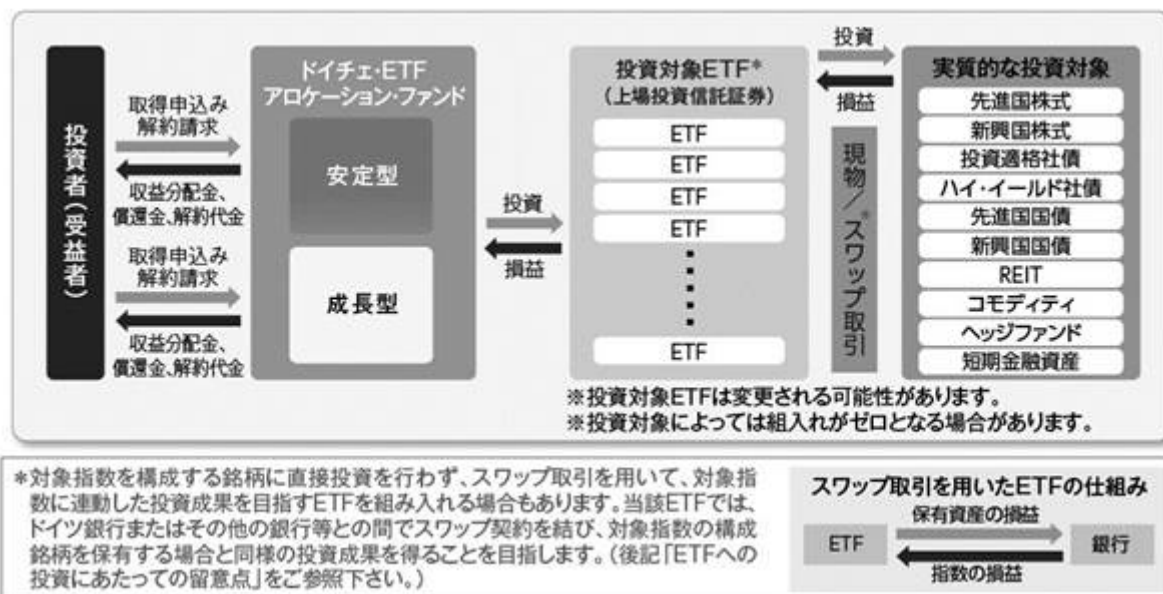 投資者(受益者)
取得申込み
解約請求
収益分配金、
償還金、解約代金
取得申込み
解約請求
収益分配金、
償還金、解約代金
ドイチェ・ETF
アロケーション・ファンド
安定型
成長型
投資
損益
投資対象ETF*
(上場投資信託証券)
ETF
ETF
ETF
ETF
ETF
投資
損益
現物/スワップ*取引
実質的な投資対象
先進国株式
新興国株式
投資適格社債
ハイ・イールド社債
先進国国債
新興国国債
REIT
コモディティ
ヘッジファンド
短期金融資産
※投資対象ETFは変更される可能性があります。
※投資対象によっては組入れがゼロとなる場合があります。
*対象指数を構成する銘柄に直接投資を行わず、スワップ取引を用いて、対象指
数に連動した投資成果を目指すETFを組み入れる場合もあります。当該ETFでは、
ドイツ銀行またはその他の銀行等との間でスワップ契約を結び、対象指数の構成
銘柄を保有する場合と同様の投資成果を得ることを目指します。(後記「ETFへの
投資にあたっての留意点」をご参照下さい。)
スワップ取引を用いたETFの仕組み
保有資産の損益
ETF
銀行
指数の損益